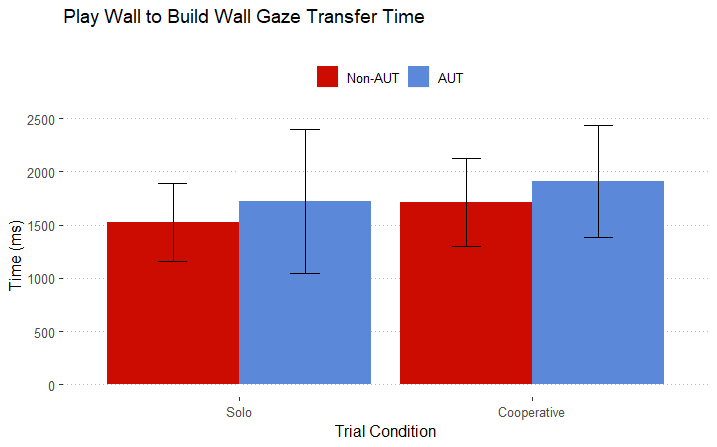 Play Wall to Build Wall Gaze Transfer Time
Non-AUT AUT
2500
2000
1500
1000
500
0
Time (ms)
Solo Cooperative
Trial Condition